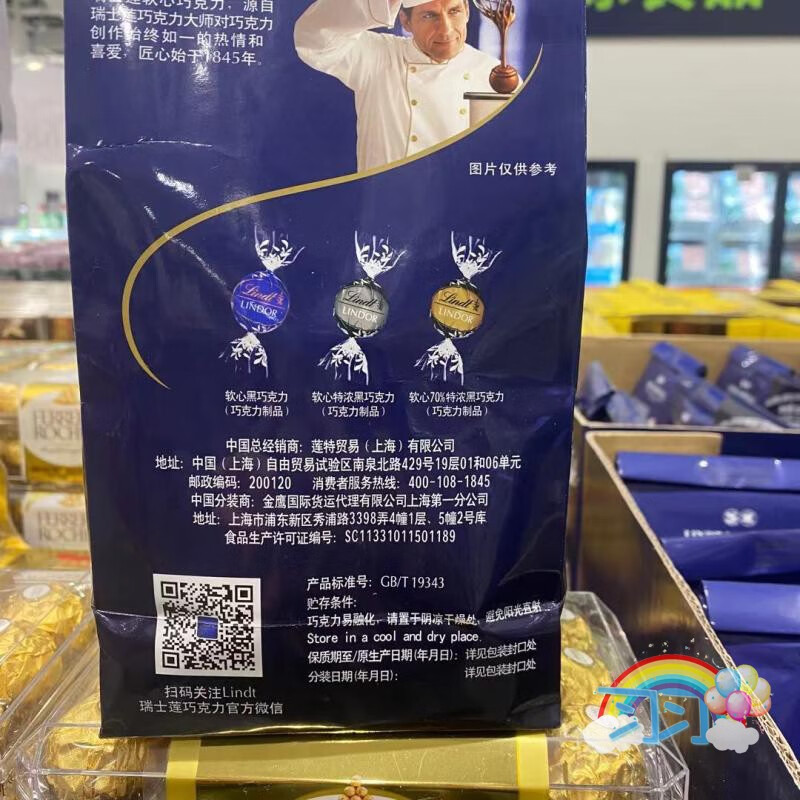 软心巧克力，源自
瑞士莲巧克力大师对巧克力
创作始终如一的热情和
喜爱，匠心始于1845年。
图片仅供参考
Lindt
LINDOR
Lindt
LINDOR
Lindt
LINDOR
软心黑巧克力
（巧克力制品）
软心特浓黑巧克力
（巧克力制品）
软心70%特浓黑巧克力
（巧克力制品）
中国总经销商：莲特贸易（上海）有限公司
地址：中国（上海）自由贸易试验区南泉北路429号19层01和06单元
邮政编码：200120 消费者服务热线：400-108-1845
中国分装商：金鹰国际货运代理有限公司上海第一分公司
地址：上海市浦东新区秀浦路3398弄4幢1层、5幢2号库
食品生产许可证编号：SC11331011501189
产品标准号：GB/T 19343
贮存条件：
巧克力易融化，请置于阴凉干燥处，避免阳光直射
Store in a cool and dry place.
保质期至/原生产日期（年月日）：详见包装封口处
分装日期（年月日）：详见包装封口处
扫码关注Lindt
瑞士莲巧克力官方微信
FERRERO
ROCHER
习习